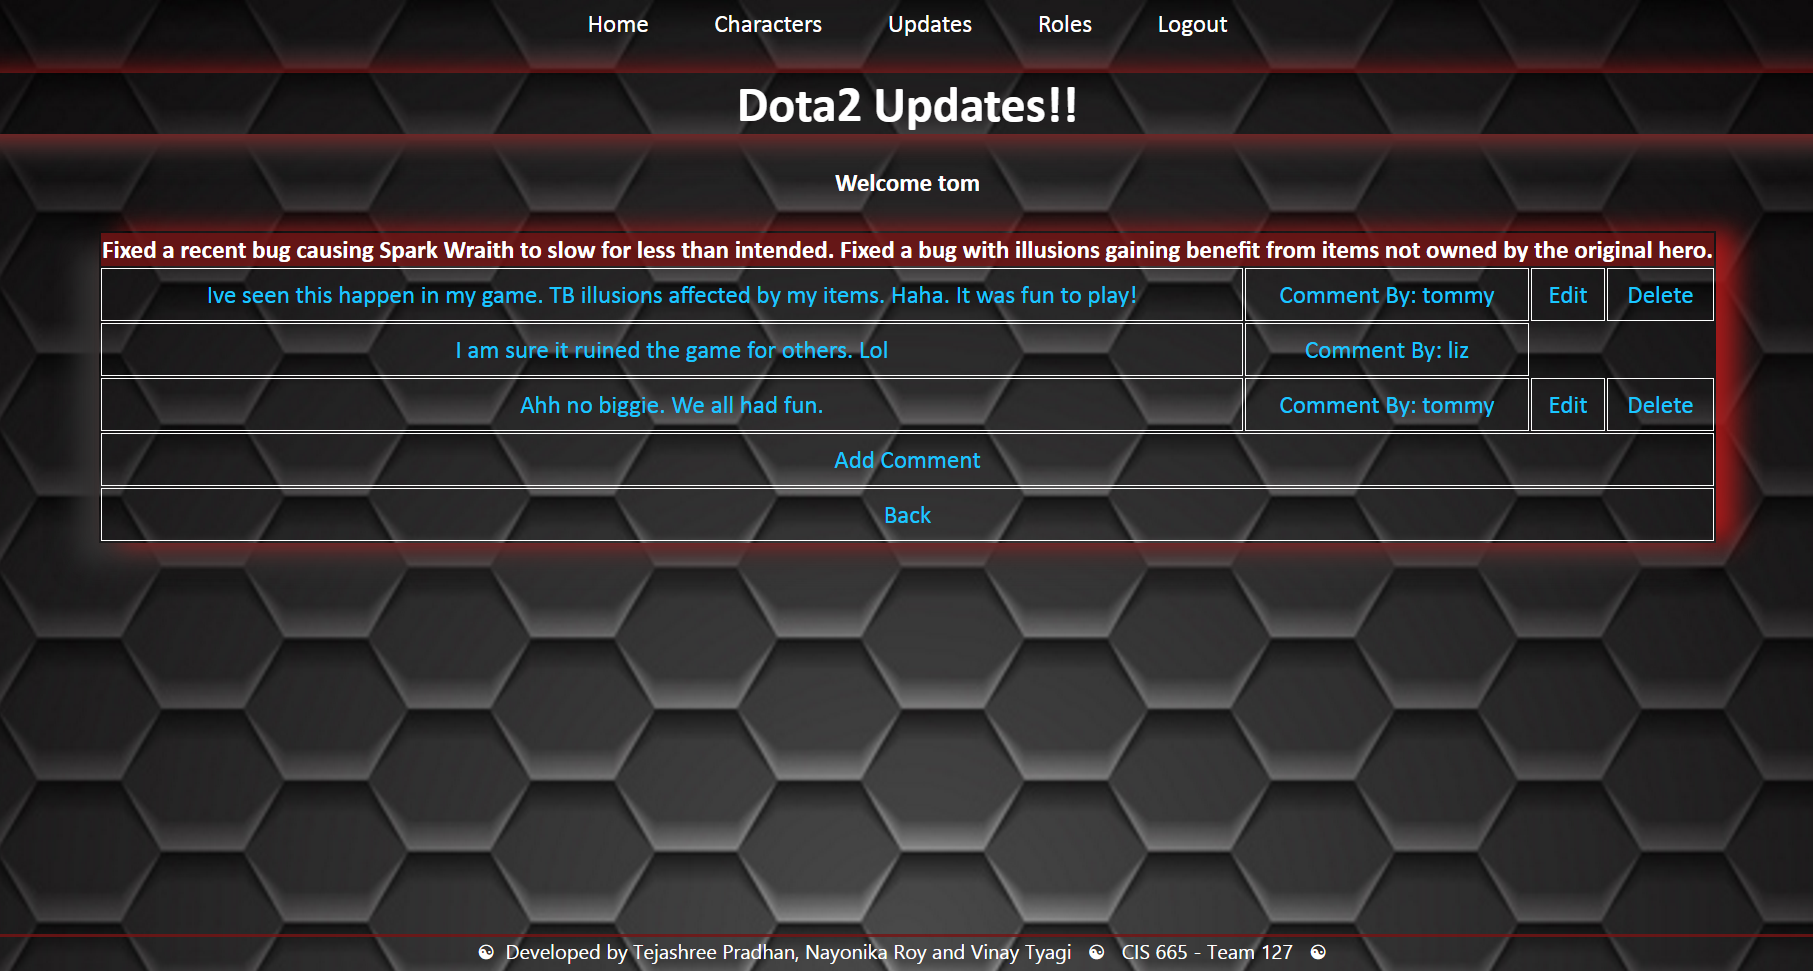 Home Characters Updates Roles Logout
Dota2 Updates!!
Welcome tom
Fixed a recent bug causing Spark Wraith to slow for less than intended. Fixed a bug with illusions gaining benefit from items not owned by the original hero.
Ive seen this happen in my game. TB illusions affected by my items. Haha. It was fun to play! Comment By: tommy Edit Delete
I am sure it ruined the game for others. Lol Comment By: liz
Ahh no biggie. We all had fun. Comment By: tommy Edit Delete
Add Comment
Back
☯ Developed by Tejashree Pradhan, Nayonika Roy and Vinay Tyagi ☯ CIS 665 - Team 127 ☯